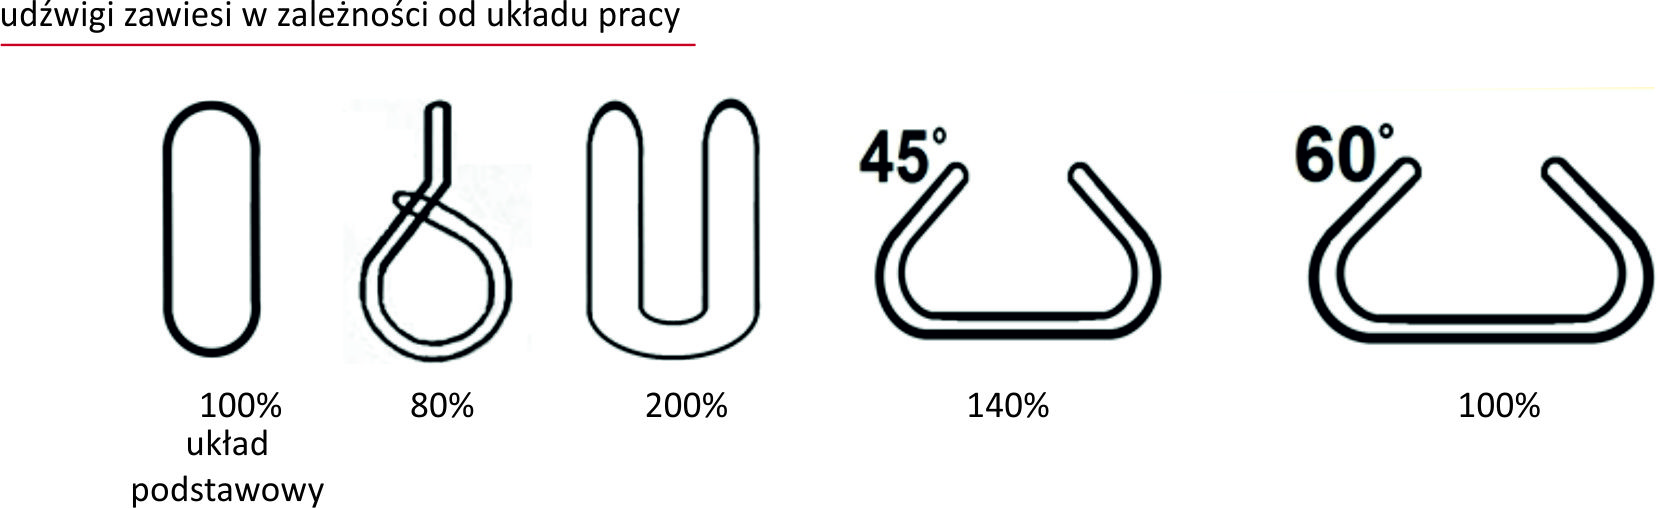 udźwigi zawiesi w zależności od układu pracy
45°
60°
100%
układ
podstawowy
80%
200%
140%
100%